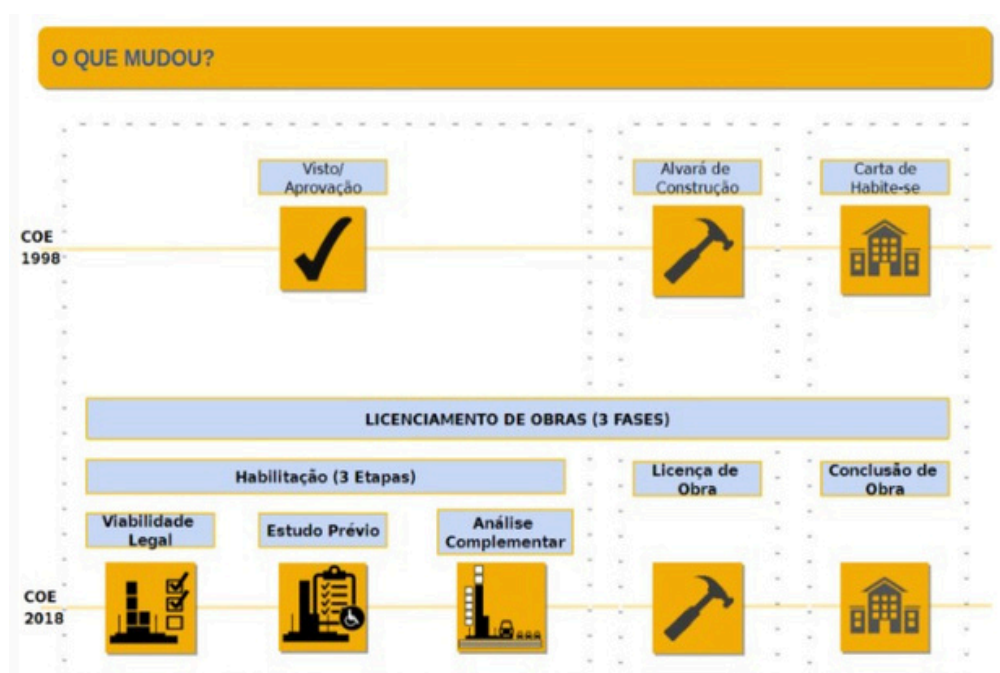 O QUE MUDOU?
Visto/
Aprovação
Alvará de
Construção
Carta de
Habite-se
COE
1998
LICENCIAMENTO DE OBRAS (3 FASES)
Habilitação (3 Etapas)
Licença de
Obra
Conclusão de
Obra
Viabilidade
Legal
Estudo Prévio
Análise
Complementar
COE
2018